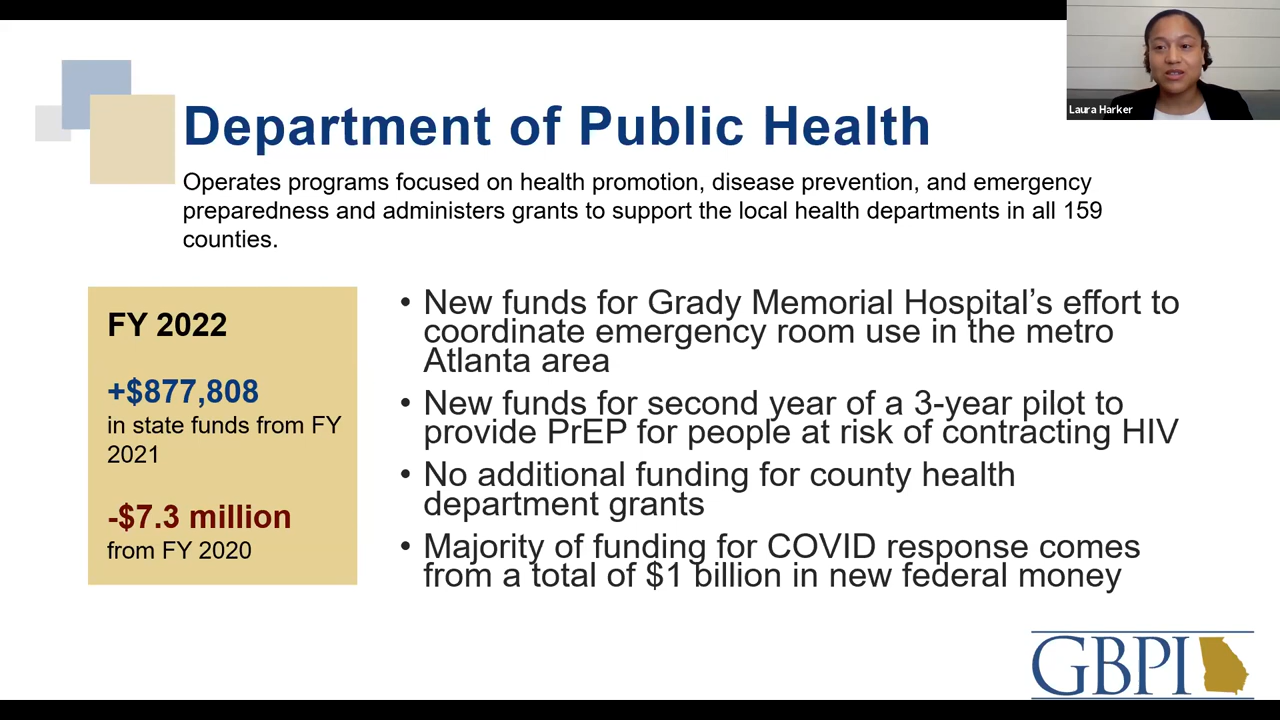 Laura Harker
Department of Public Health
Operates programs focused on health promotion, disease prevention, and emergency
preparedness and administers grants to support the local health departments in all 159
counties.
FY 2022
+$877,808
in state funds from FY
2021
-$7.3 million
from FY 2020
• New funds for Grady Memorial Hospital’s effort to
coordinate emergency room use in the metro
Atlanta area
• New funds for second year of a 3-year pilot to
provide PrEP for people at risk of contracting HIV
• No additional funding for county health
department grants
• Majority of funding for COVID response comes
from a total of $1 billion in new federal money
GBPI